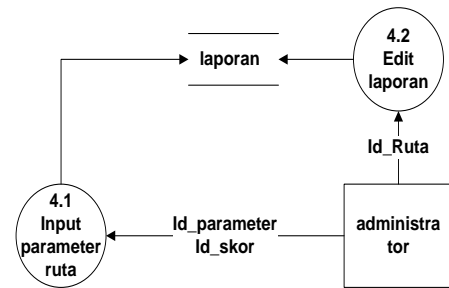 4.2
Edit
laporan
laporan
Id_Ruta
4.1
Input
parameter
ruta
Id_parameter
Id_skor
administra
tor